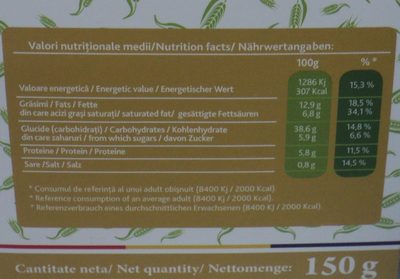 Valori nutriționale medii/Nutrition facts/ Nährwertangaben:
100g % *
Valoare energetică / Energetic value / Energetischer Wert 1286 Kj 307 Kcal 15,3 %
Grăsimi / Fats / Fette 12,9 g 18,5 %
din care acizi grași saturați/ saturated fat/ gesättigte Fettsäuren 6,8 g 34,1 %
Glucide (carbohidrați) / Carbohydrates / Kohlenhydrate 38,6 g 14,8 %
din care zaharuri / from which sugars / davon Zucker 5,9 g 6,6 %
Proteine / Protein / Proteine 5,8 g 11,5 %
Sare /Salt / Salz 0,8 g 14,5 %
* Consumul de referință al unui adult obișnuit (8400 Kj / 2000 Kcal).
* Reference consumption of an average adult (8400 Kj / 2000 Kcal).
* Referenzverbrauch eines durchschnittlichen Erwachsenen (8400 Kj / 2000 Kcal).
Cantitate neta/ Net quantity/ Nettomenge: 150 g